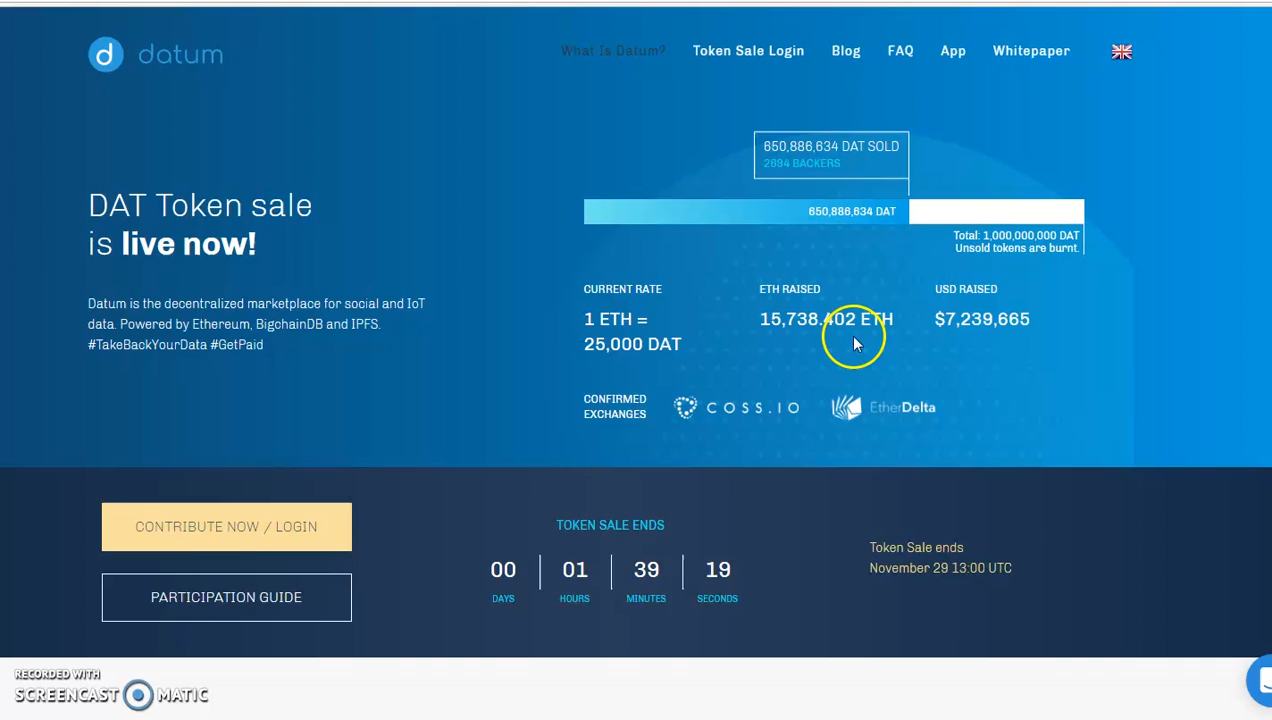 datum
What Is Datum?
Token Sale Login
Blog
FAQ
App
Whitepaper
650,886,634 DAT SOLD
2694 BACKERS
DAT Token sale
is live now!
650,886,634 DAT
Total: 1,000,000,000 DAT
Unsold tokens are burnt.
Datum is the decentralized marketplace for social and IoT
data. Powered by Ethereum, BigchainDB and IPFS.
#TakeBackYourData #GetPaid
CURRENT RATE
1 ETH =
25,000 DAT
ETH RAISED
15,738.402 ETH
USD RAISED
$7,239,665
CONFIRMED
EXCHANGES
COSS.IO
EtherDelta
CONTRIBUTE NOW / LOGIN
PARTICIPATION GUIDE
TOKEN SALE ENDS
00
01
39
19
DAYS
HOURS
MINUTES
SECONDS
Token Sale ends
November 29 13:00 UTC
RECORDED WITH
SCREENCAST MATIC